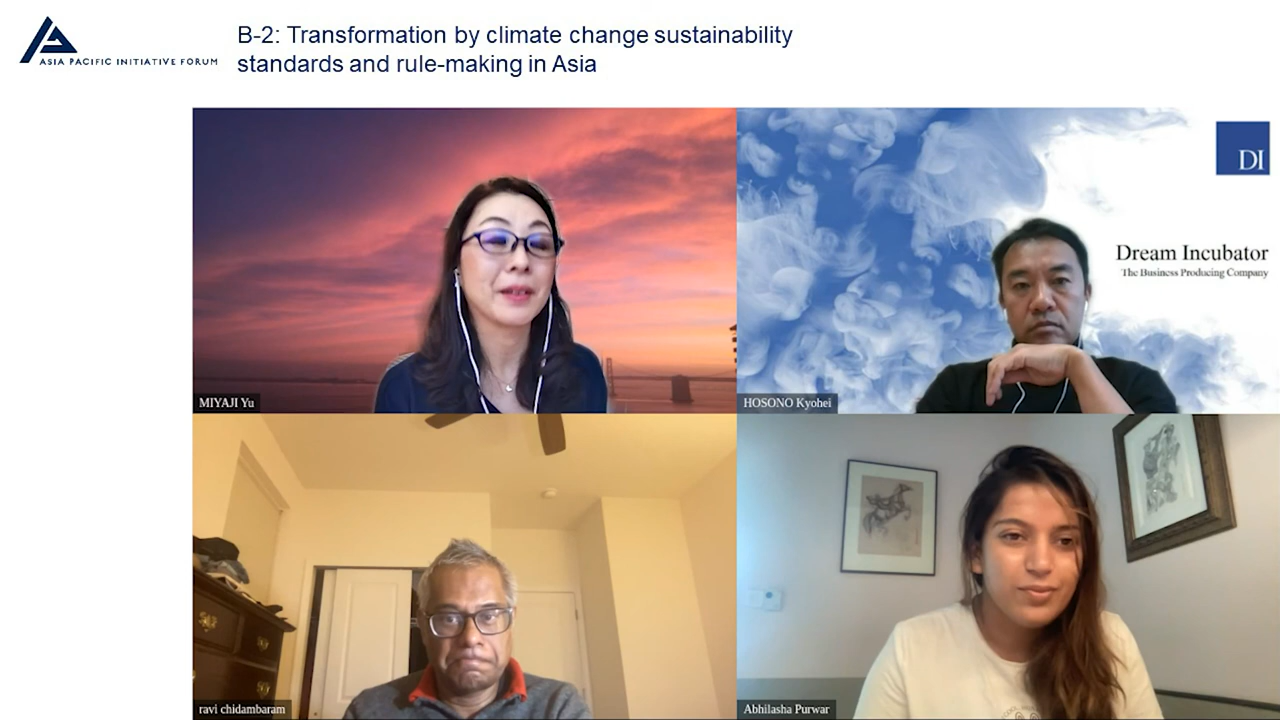 B-2: Transformation by climate change sustainability
standards and rule-making in Asia
ASIA PACIFIC INITIATIVE FORUM
DI
Dream Incubator
The Business Producing Company
MIYAJI Yu
HOSONO Kyohei
ravi chidambaram
Abhilasha Purwar